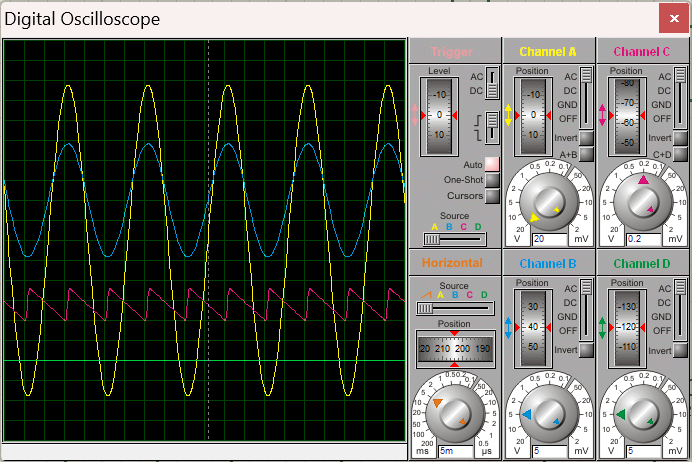 Digital Oscilloscope
Trigger
Level
AC
DC
-10
0
10
Auto
One-Shot
Cursors
Source
A B C D
Channel A
Position
AC
DC
GND
OFF
-10
0
10
Invert
A+B
0.2
0.5 0.1
1 50
2 20
5 10
10 5
20 2
V 20 mV
Channel C
Position
AC
DC
GND
OFF
-80
-70
-60
-50
Invert
C+D
0.2
0.5 0.1
1 50
2 20
5 10
10 5
20 2
V 0.2 mV
Horizontal
Source
A B C D
Position
20 210 200 190
0.5 0.2
1 0.1
2 50
5 20
10 10
20 5
50 2
100 1
200 0.5
ms 5m µs
Channel B
Position
AC
DC
GND
OFF
30
40
50
Invert
0.2
0.5 0.1
1 50
2 20
5 10
10 5
20 2
V 5 mV
Channel D
Position
AC
DC
GND
OFF
-130
-120
-110
Invert
0.2
0.5 0.1
1 50
2 20
5 10
10 5
20 2
V 5 mV